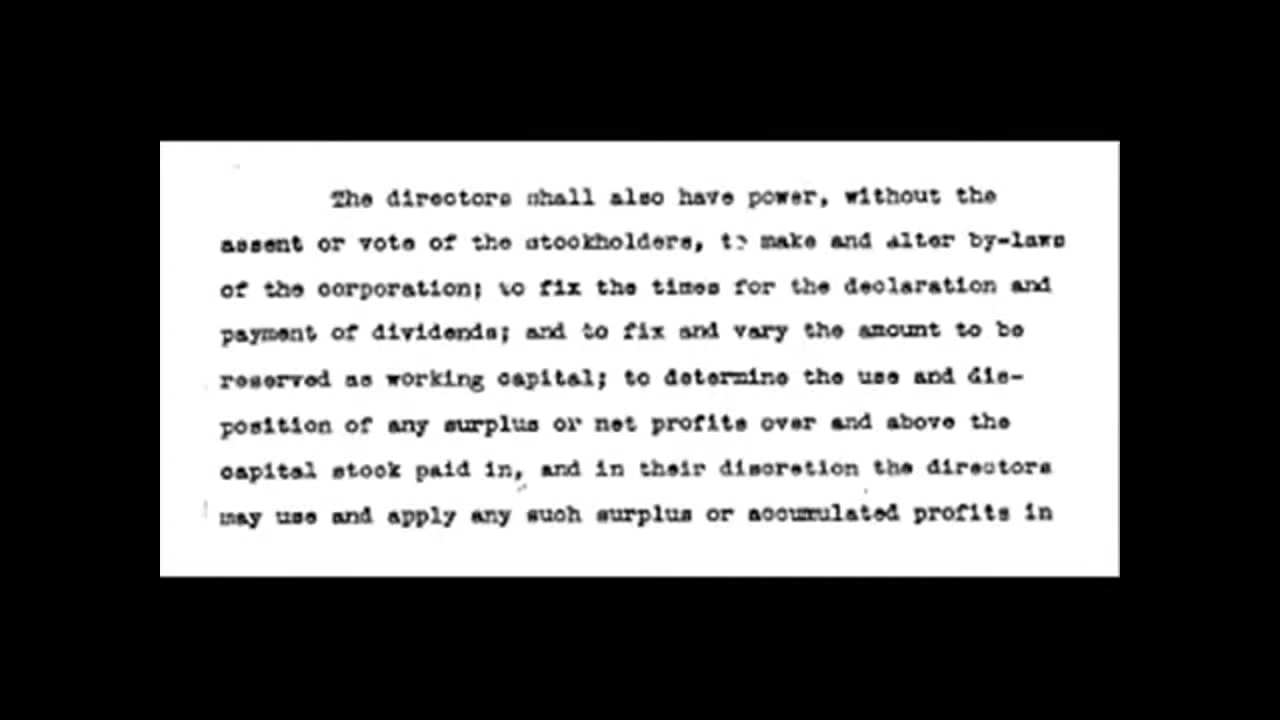 The directors shall also have power, without the
assent or vote of the stockholders, to make and alter by-laws
of the corporation; to fix the times for the declaration and
payment of dividends; and to fix and vary the amount to be
reserved as working capital; to determine the use and dis-
position of any surplus or net profits over and above the
capital stock paid in, and in their discretion the directors
may use and apply any such surplus or accumulated profits in